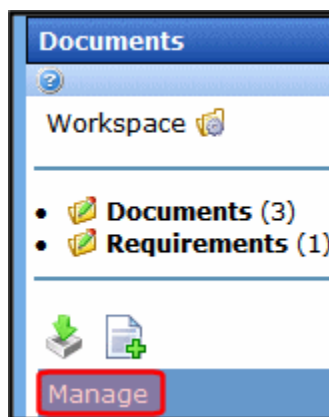 Documents
Workspace
Documents (3)
Requirements (1)
Manage